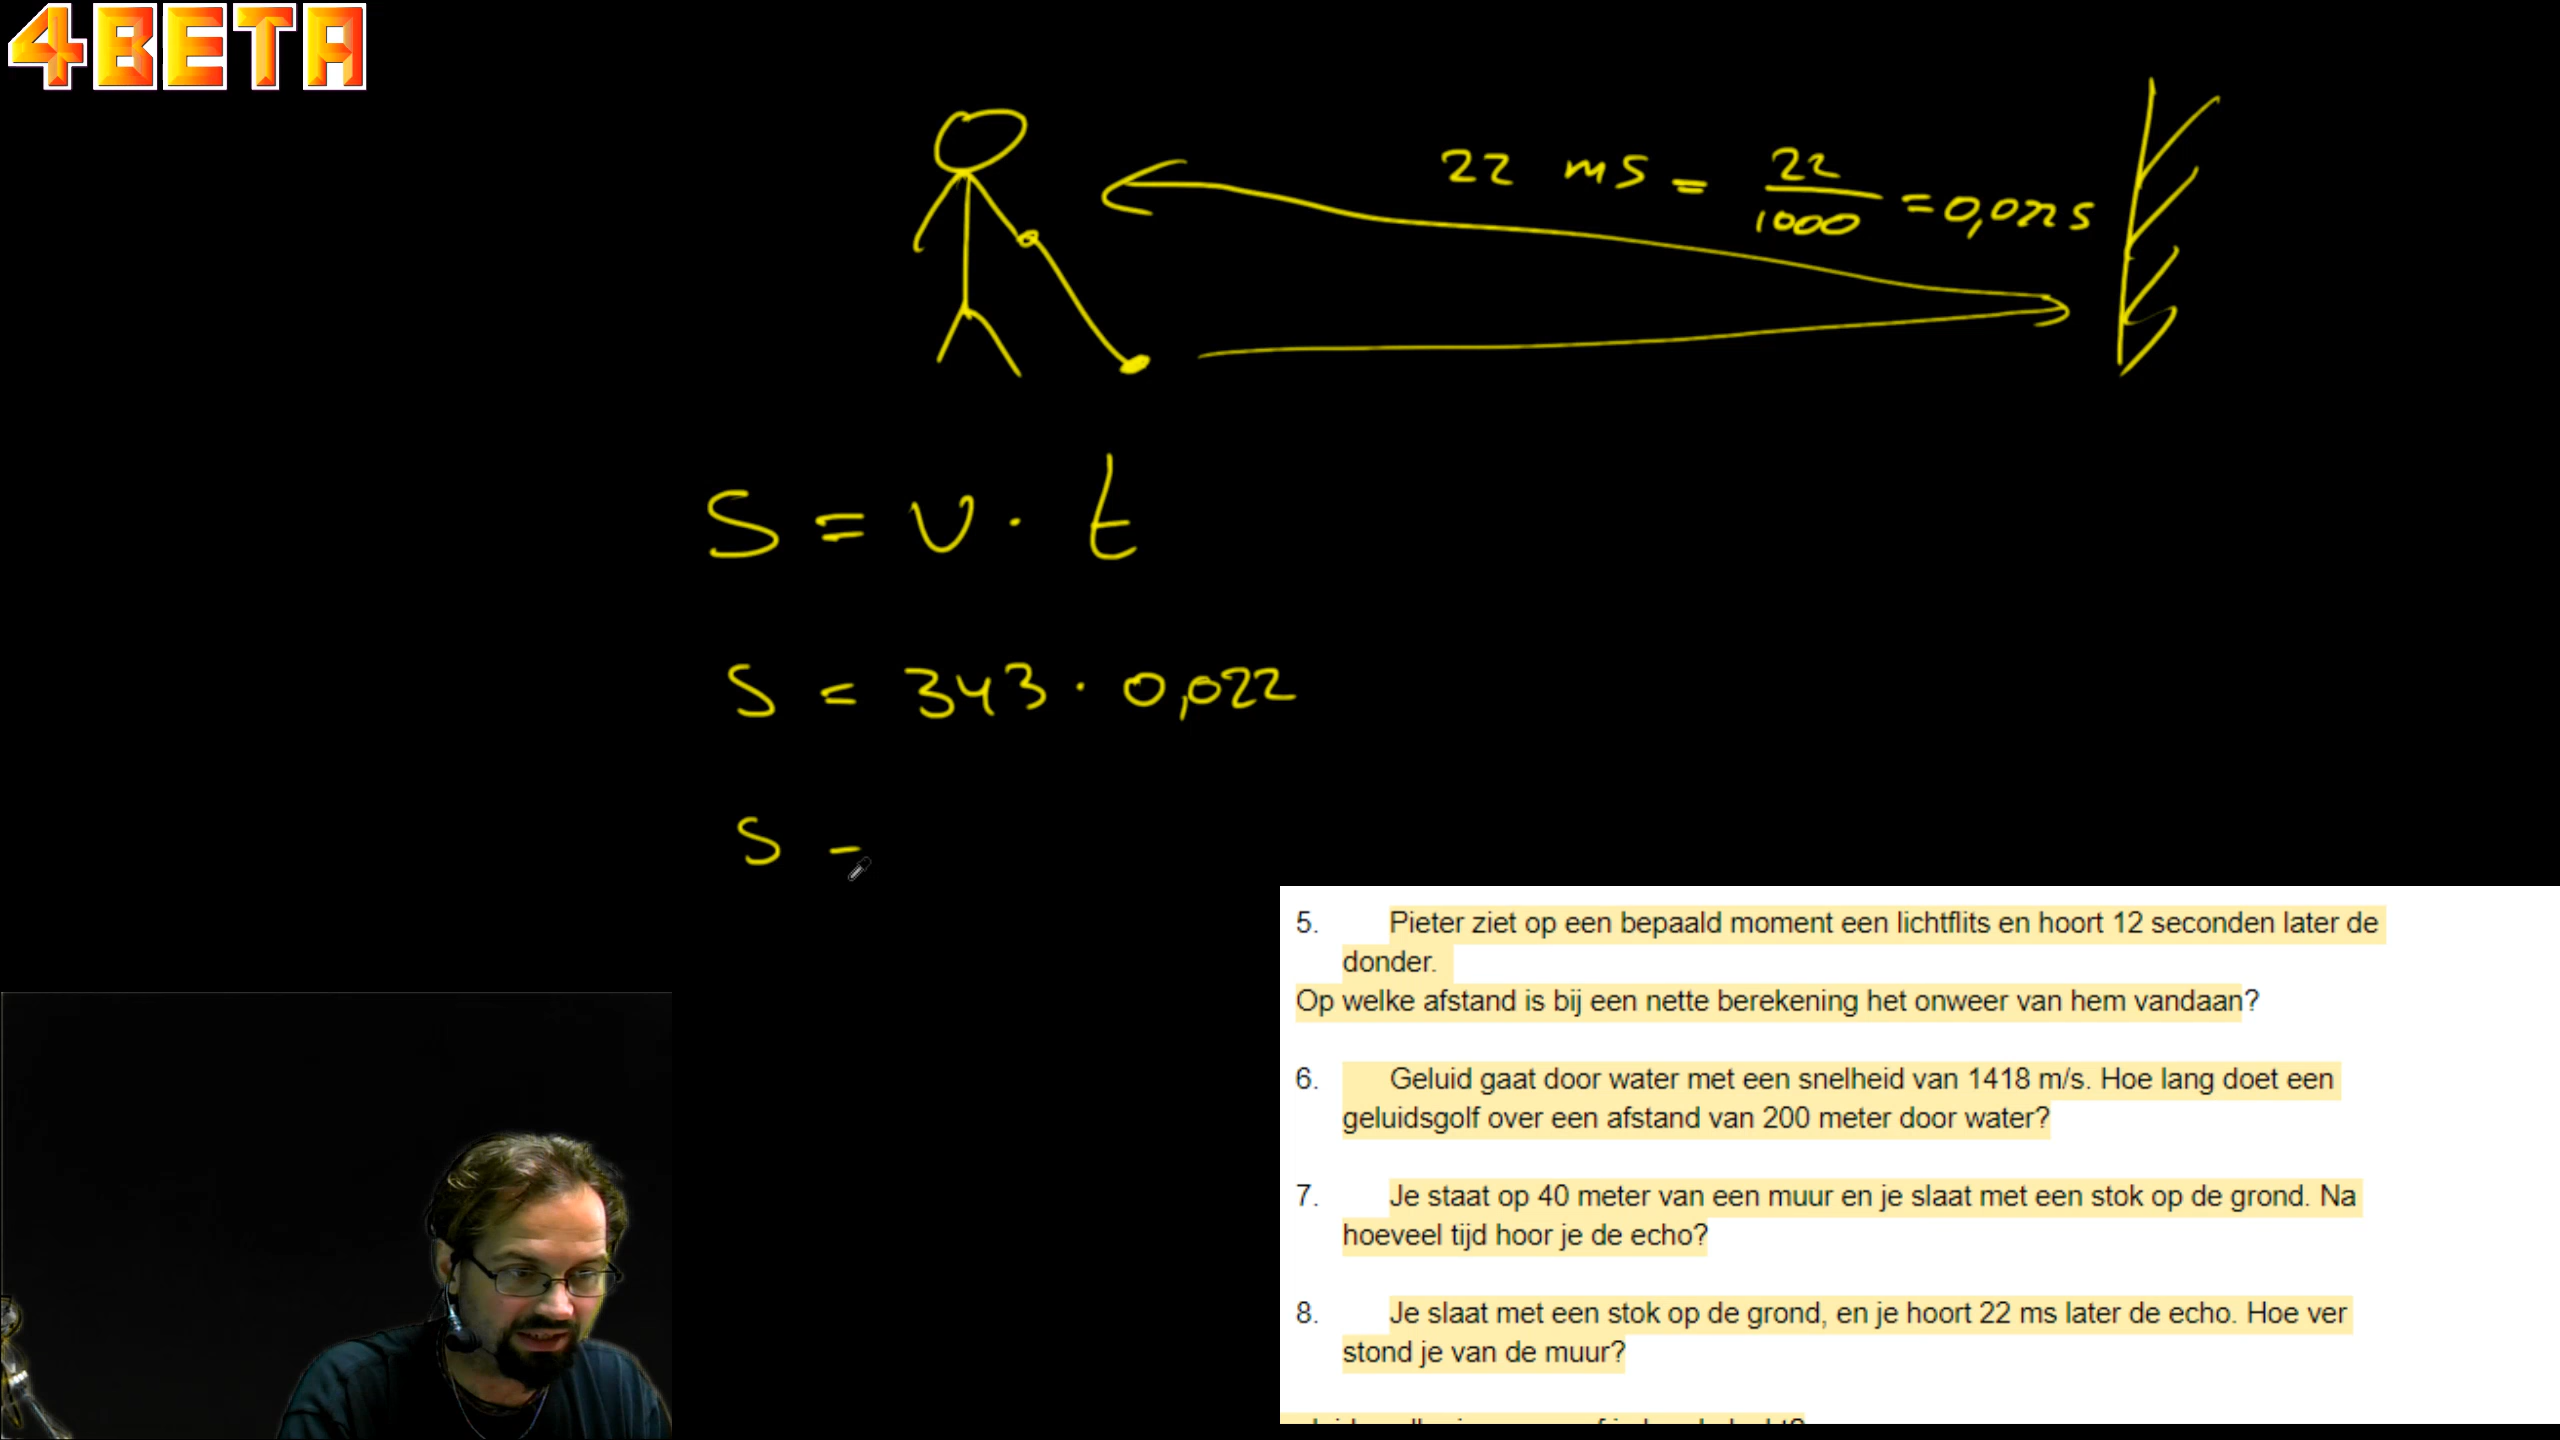 4BETA
22 ms = 22/1000 = 0,022 s
S = v · t
S = 343 · 0,022
S -
5. Pieter ziet op een bepaald moment een lichtflits en hoort 12 seconden later de
donder.
Op welke afstand is bij een nette berekening het onweer van hem vandaan?
6. Geluid gaat door water met een snelheid van 1418 m/s. Hoe lang doet een
geluidsgolf over een afstand van 200 meter door water?
7. Je staat op 40 meter van een muur en je slaat met een stok op de grond. Na
hoeveel tijd hoor je de echo?
8. Je slaat met een stok op de grond, en je hoort 22 ms later de echo. Hoe ver
stond je van de muur?